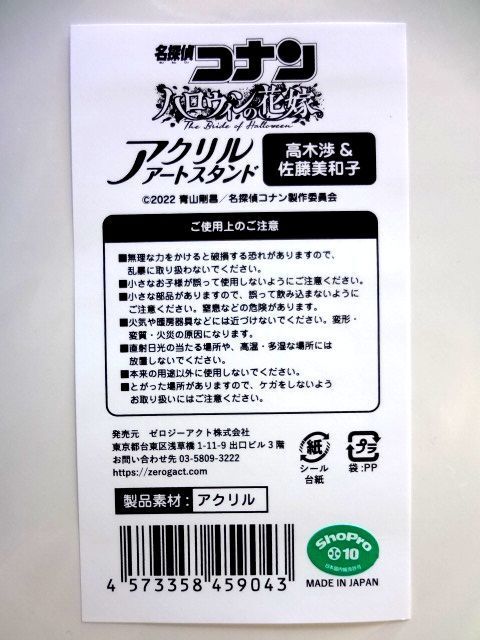 名探偵
コナン
ハロウィンの花嫁
The Bride of Halloween
アクリル
アートスタンド
高木渉&
佐藤美和子
©2022 青山剛昌/名探偵コナン製作委員会
ご使用上のご注意
■無理な力をかけると破損する恐れがありますので、
乱暴に取り扱わないでください。
■小さなお子様が誤って使用しないようにご注意ください。
■小さな部品がありますので、誤って飲み込まないように
ご注意ください。窒息などの危険があります。
■火気や暖房器具などには近づけないでください。変形・
変質・火災の原因になります。
■直射日光の当たる場所や、高温・多湿な場所には
放置しないでください。
■本来の用途以外に使用しないでください。
■とがった場所がありますので、ケガをしないよう
お取り扱いにはご注意ください。
発売元 ゼロジーアクト株式会社
東京都台東区浅草橋1-11-9 出口ビル3階
お問い合わせ先 03-5809-3222
https://zerogact.com
紙
シール
台紙
プラ
袋:PP
製品素材: アクリル
4 573358 459043
ShoPro
10
日本国内販売許可
MADE IN JAPAN